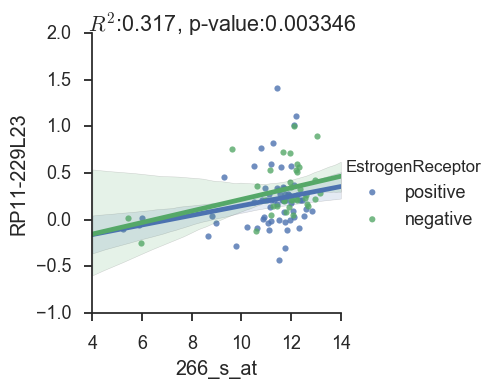 R²:0.317, p-value:0.003346
2.0
1.5
1.0
0.5
0.0
−0.5
−1.0
RP11-229L23
4 6 8 10 12 14
266_s_at
EstrogenReceptor
positive
negative